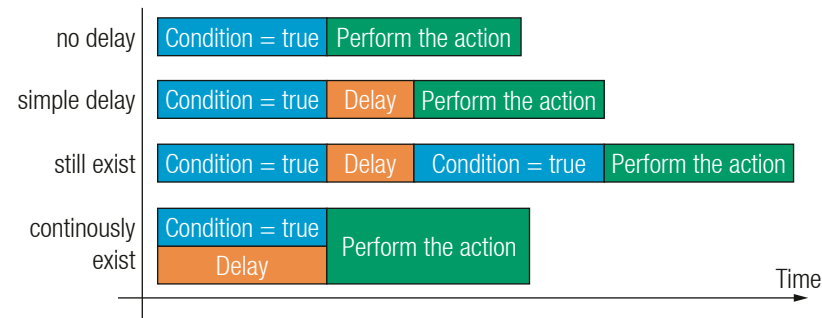 no delay Condition = true Perform the action
simple delay Condition = true Delay Perform the action
still exist Condition = true Delay Condition = true Perform the action
continously
exist
Condition = true
Delay
Perform the action
Time